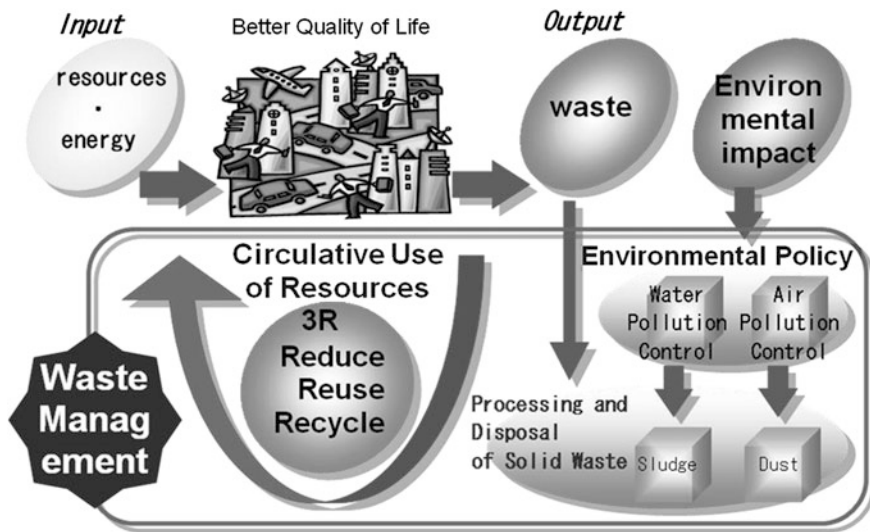 Input
resources
・
energy
Better Quality of Life
Output
waste
Environ
mental
impact
Circulative Use
of Resources
3R
Reduce
Reuse
Recycle
Waste
Manag
ement
Environmental Policy
Water
Pollution
Control
Air
Pollution
Control
Processing and
Disposal
of Solid Waste
Sludge
Dust